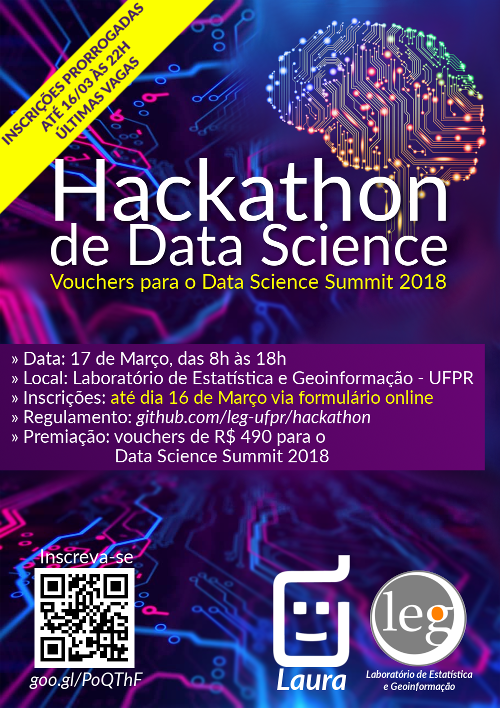 INSCRIÇÕES PRORROGADAS
ATÉ 16/03 ÀS 22H
ÚLTIMAS VAGAS
Hackathon
de Data Science
Vouchers para o Data Science Summit 2018
» Data: 17 de Março, das 8h às 18h
» Local: Laboratório de Estatística e Geoinformação - UFPR
» Inscrições: até dia 16 de Março via formulário online
» Regulamento: github.com/leg-ufpr/hackathon
» Premiação: vouchers de R$ 490 para o
Data Science Summit 2018
Inscreva-se
goo.gl/PoQThF
Laura
leg
Laboratório de Estatística
e Geoinformação